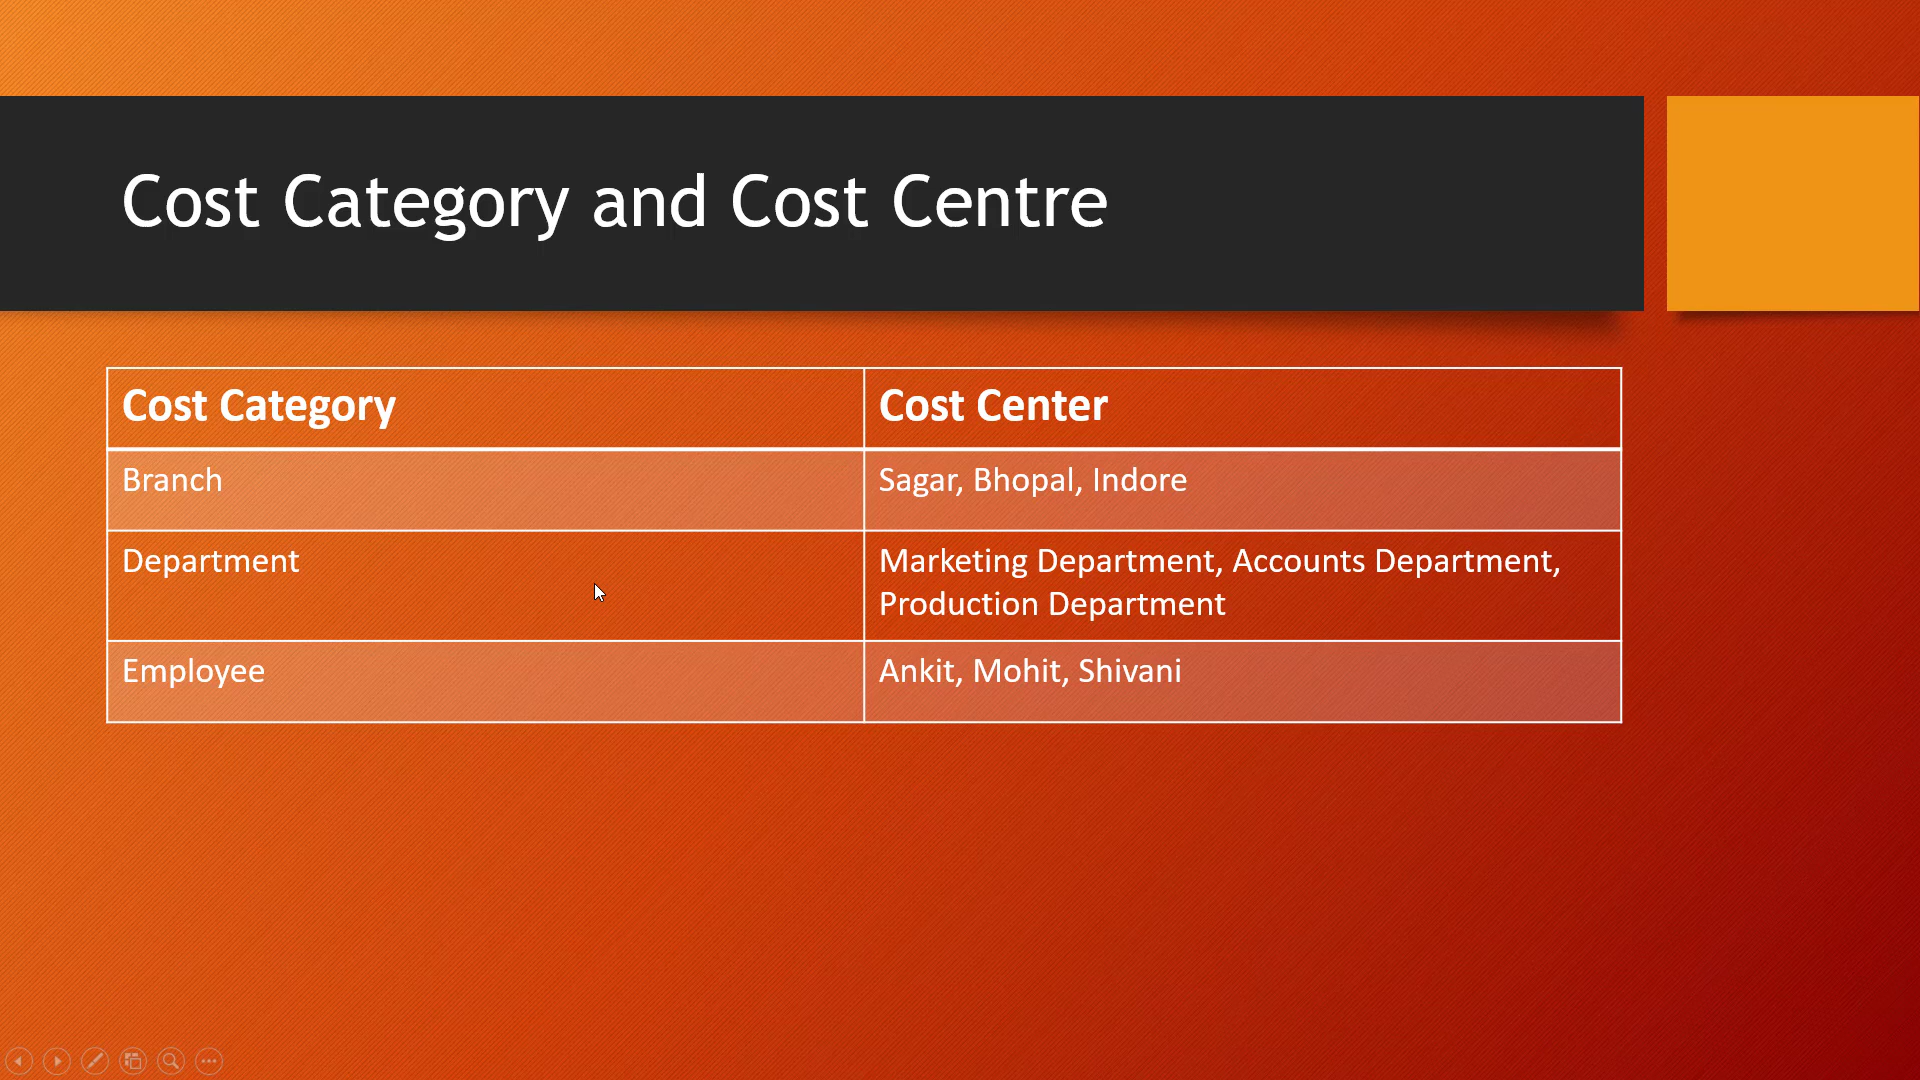 Cost Category and Cost Centre
Cost Category
Cost Center
Branch
Sagar, Bhopal, Indore
Department
Marketing Department, Accounts Department,
Production Department
Employee
Ankit, Mohit, Shivani